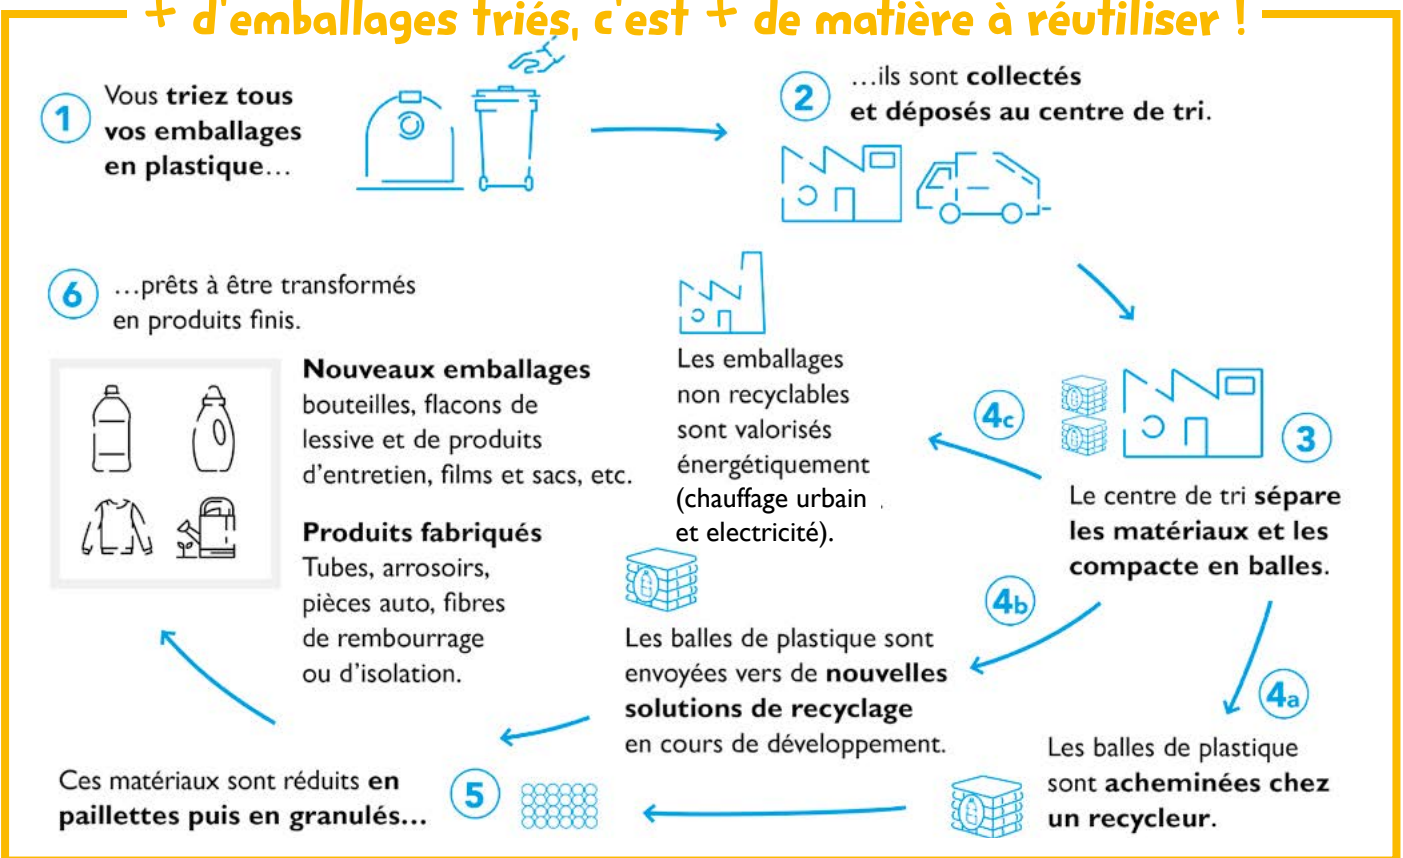 + d'emballages triés, c'est + de matière à réutiliser !
1
Vous triez tous
vos emballages
en plastique...
2
...ils sont collectés
et déposés au centre de tri.
3
Le centre de tri sépare
les matériaux et les
compacte en balles.
4a
Les balles de plastique
sont acheminées chez
un recycleur.
4b
Les balles de plastique sont
envoyées vers de nouvelles
solutions de recyclage
en cours de développement.
4c
Les emballages
non recyclables
sont valorisés
énergétiquement
(chauffage urbain
et electricité).
5
Ces matériaux sont réduits en
paillettes puis en granulés...
6
...prêts à être transformés
en produits finis.
Nouveaux emballages
bouteilles, flacons de
lessive et de produits
d'entretien, films et sacs, etc.
Produits fabriqués
Tubes, arrosoirs,
pièces auto, fibres
de rembourrage
ou d'isolation.